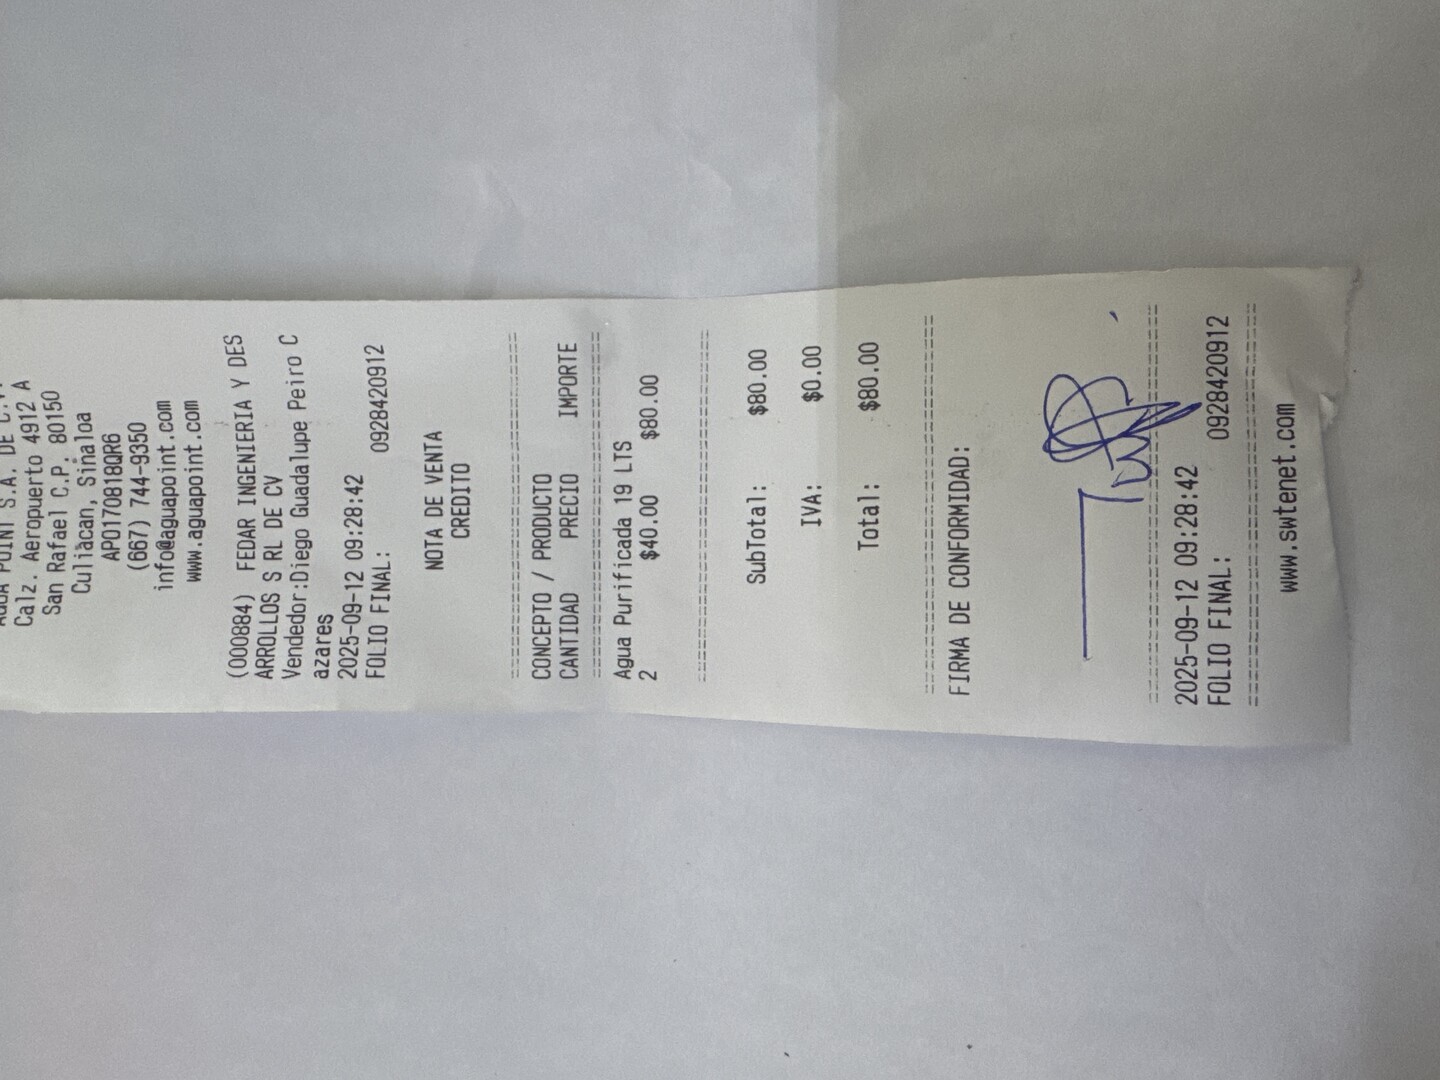 AGUA POINT S.A. DE C.V.
Calz. Aeropuerto 4912 A
San Rafael C.P. 80150
Culiacan, Sinaloa
APO170818QR6
(667) 744-9350
info@aguapoint.com
www.aguapoint.com
(000884) FEDAR INGENIERIA Y DES
ARROLLOS S RL DE CV
Vendedor:Diego Guadalupe Peiro C
azares
2025-09-12 09:28:42
FOLIO FINAL: 0928420912
NOTA DE VENTA
CREDITO
CONCEPTO / PRODUCTO
CANTIDAD PRECIO IMPORTE
Agua Purificada 19 LTS
2 $40.00 $80.00
SubTotal: $80.00
IVA: $0.00
Total: $80.00
FIRMA DE CONFORMIDAD:
2025-09-12 09:28:42
FOLIO FINAL: 0928420912
www.swtenet.com